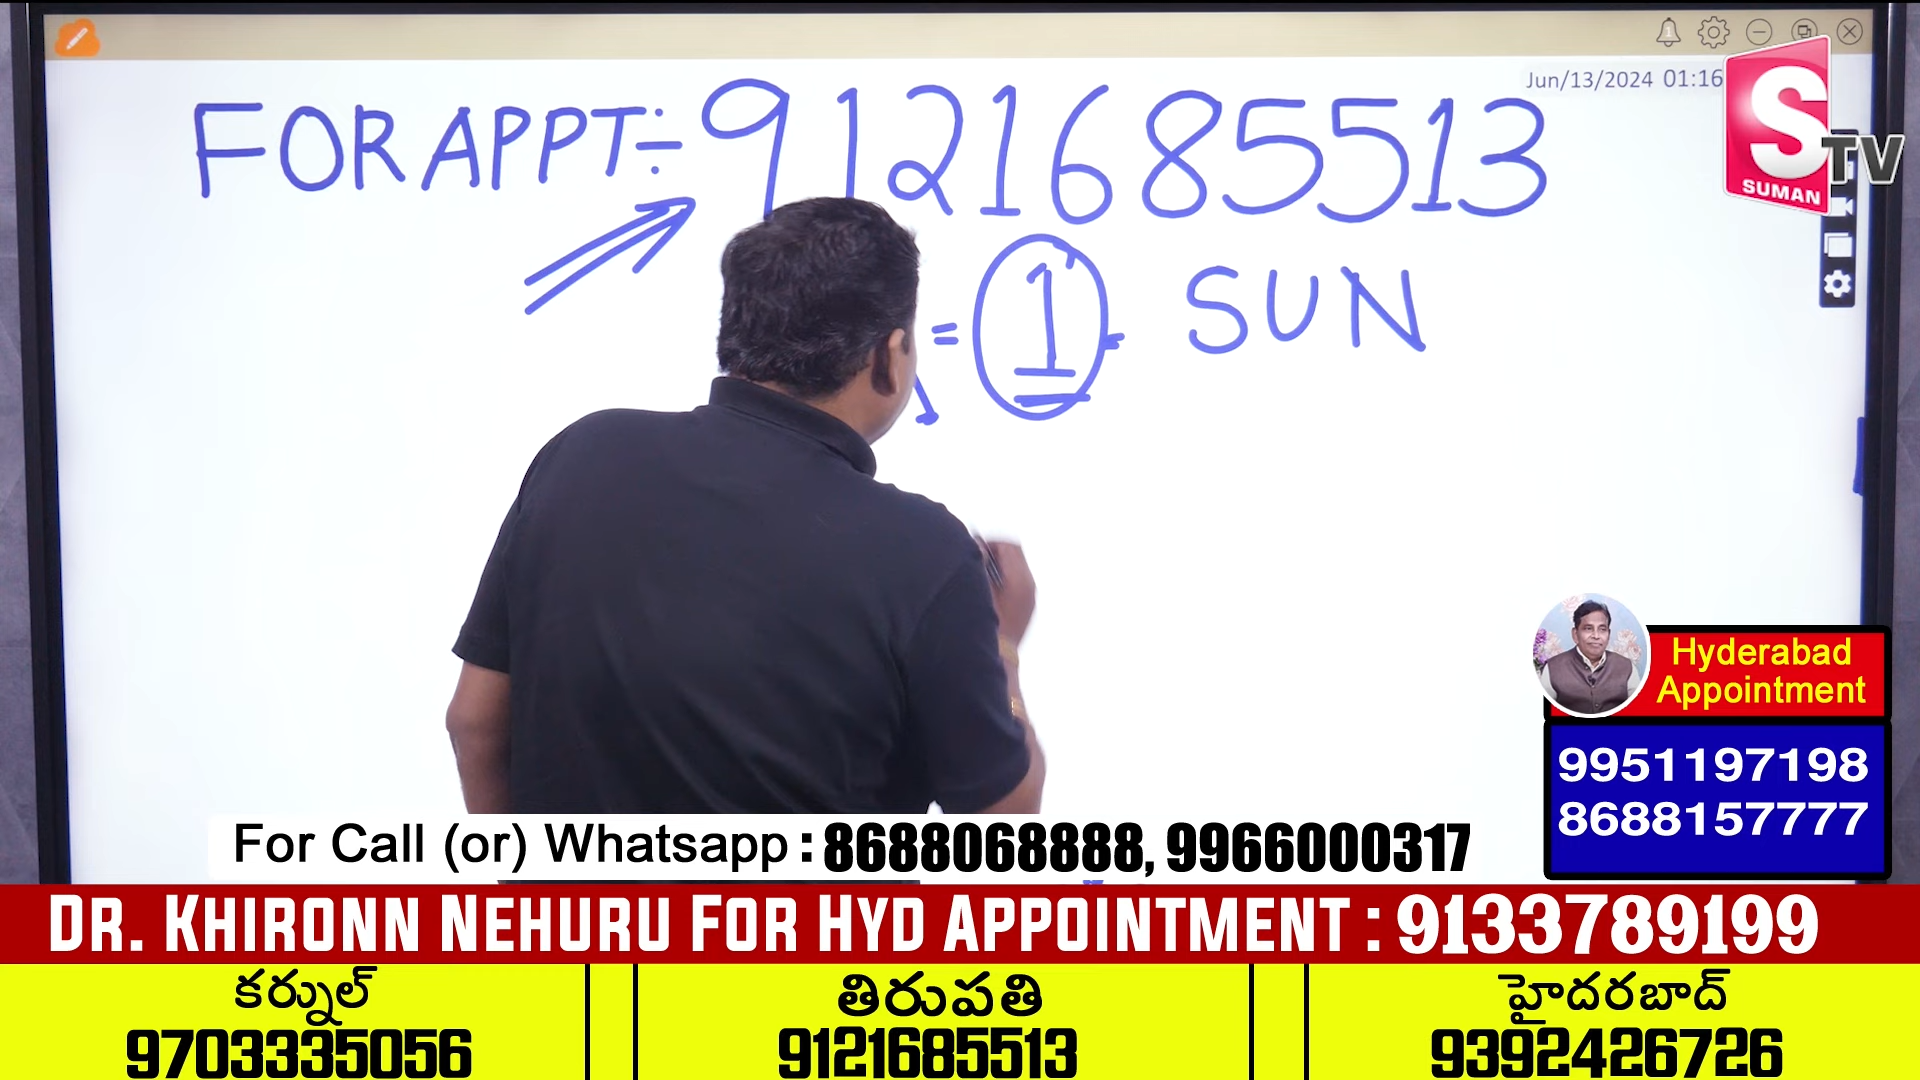 Jun/13/2024 01:16
FOR APPT:- 9121685513
= 1 - SUN
1
S
TV
SUMAN
Hyderabad
Appointment
9951197198
8688157777
For Call (or) Whatsapp : 8688068888, 9966000317
DR. KHIRONN NEHURU FOR HYD APPOINTMENT : 9133789199
కర్నుల్
9703335056
తిరుపతి
9121685513
హైదరబాద్
9392426726